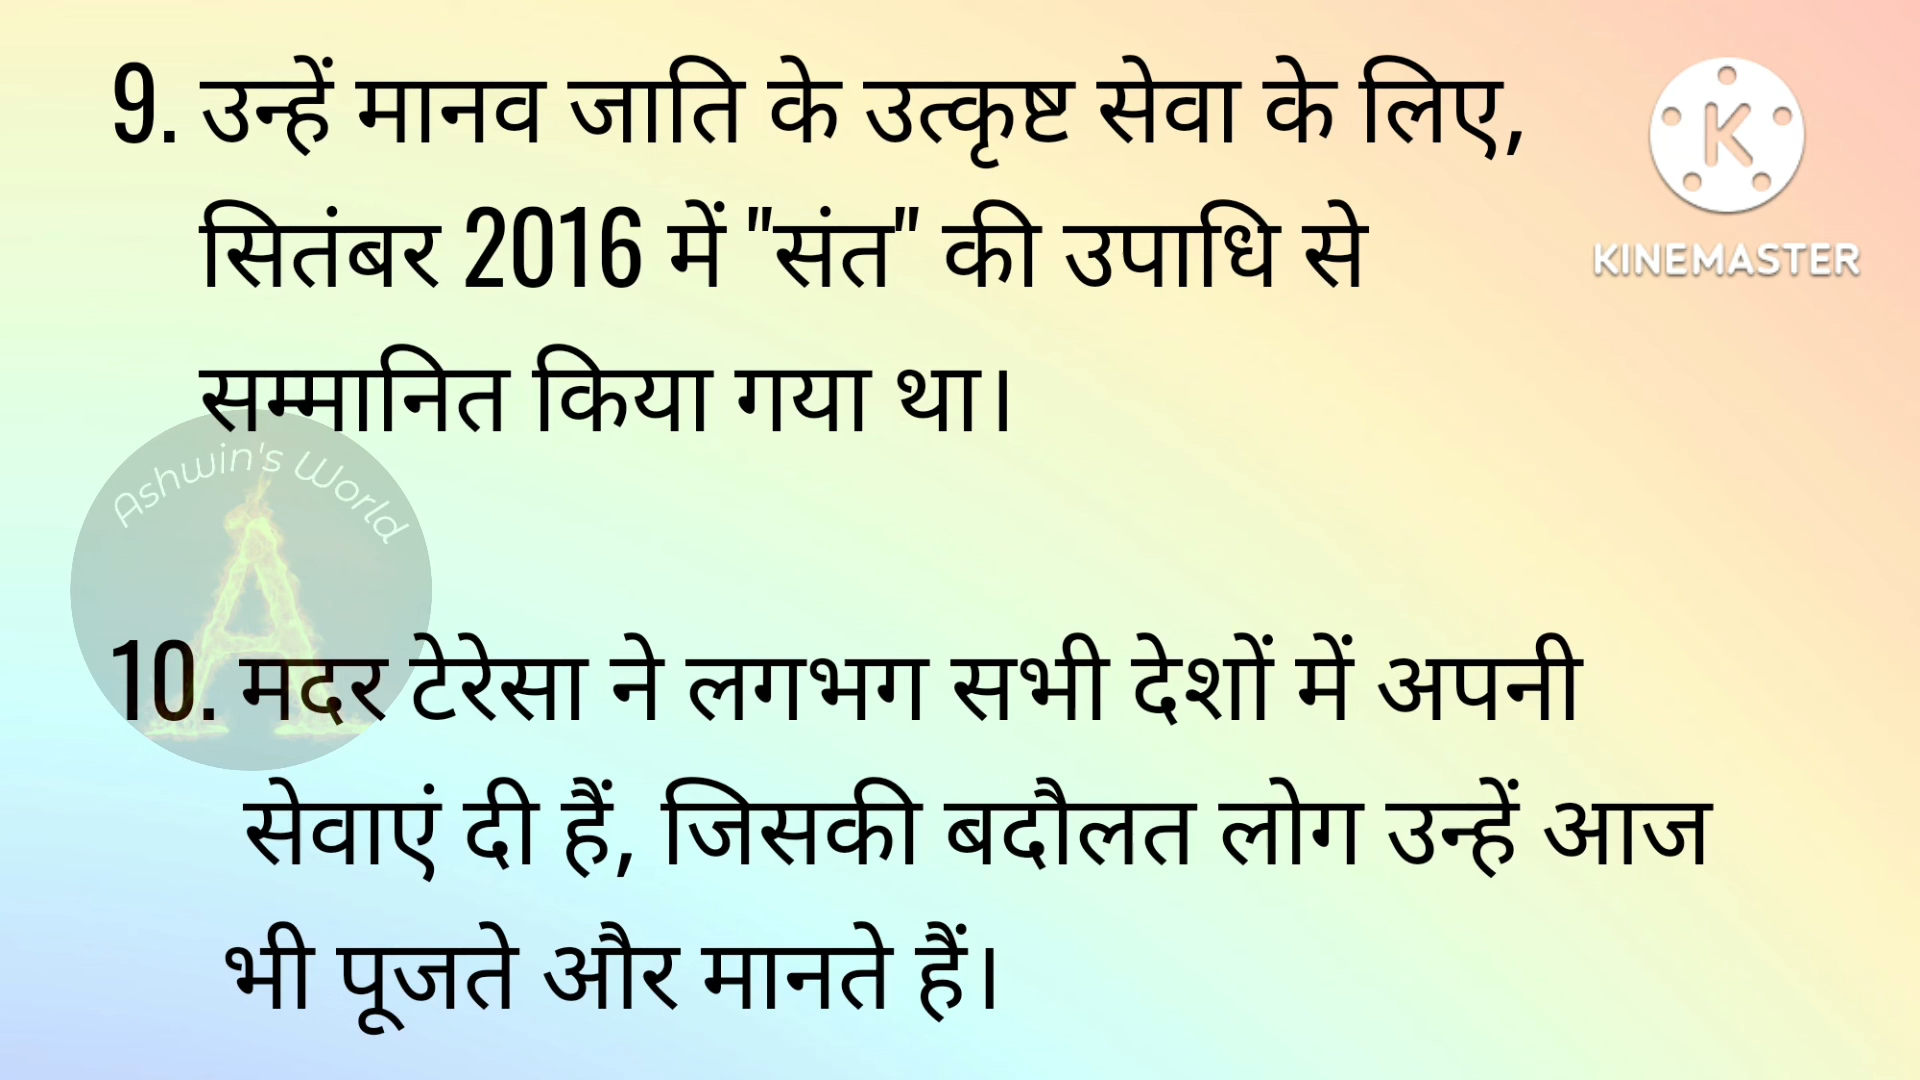 9. उन्हें मानव जाति के उत्कृष्ट सेवा के लिए,
सितंबर 2016 में "संत" की उपाधि से
सम्मानित किया गया था।
KINEMASTER
Ashwin's World
10. मदर टेरेसा ने लगभग सभी देशों में अपनी
सेवाएं दी हैं, जिसकी बदौलत लोग उन्हें आज
भी पूजते और मानते हैं।